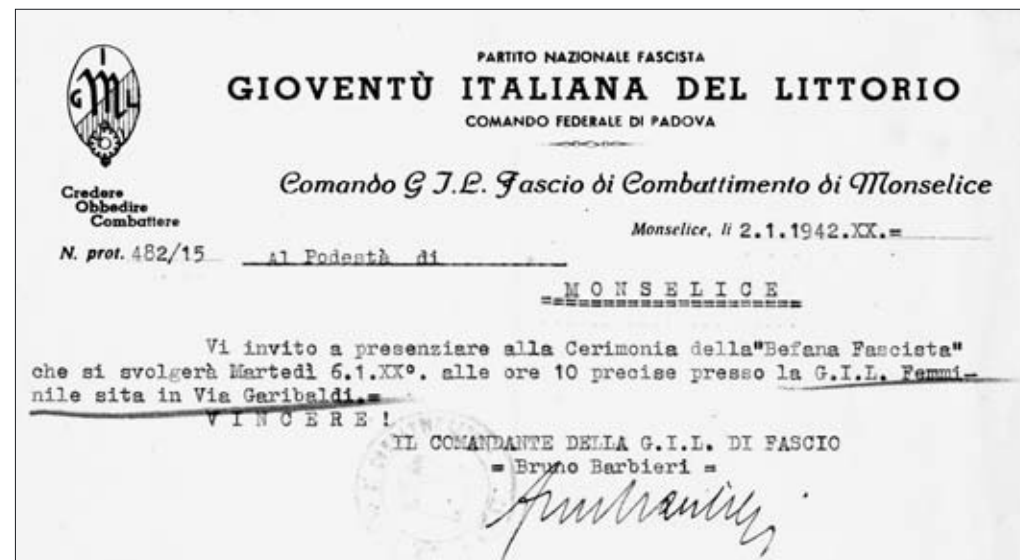 PARTITO NAZIONALE FASCISTA
GIOVENTÙ ITALIANA DEL LITTORIO
COMANDO FEDERALE DI PADOVA
I
G M L
Credere
Obbedire
Combattere
Comando G I.L. Fascio di Combattimento di Monselice
Monselice, li 2.1.1942.XX.=
N. prot. 482/15 Al Podestà di
=MONSELICE=
Vi invito a presenziare alla Cerimonia della"Befana Fascista"
che si svolgerà Martedì 6.1.XX°. alle ore 10 precise presso la G.I.L. Femmi-
nile sita in Via Garibaldi.=
VINCERE!
IL COMANDANTE DELLA G.I.L. DI FASCIO
= Bruno Barbieri =